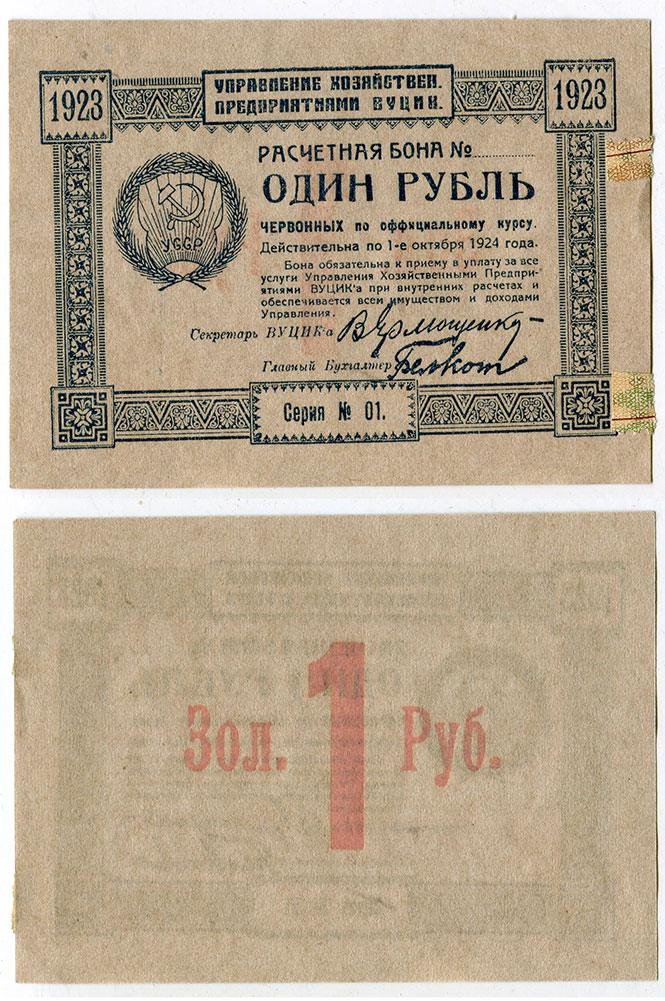 1923
УПРАВЛЕНИЕ ХОЗЯЙСТВЕН.
ПРЕДПРИЯТИЯМИ ВУЦИК.
1923
РАСЧЕТНАЯ БОНА №
ОДИН РУБЛЬ
ЧЕРВОННЫХ по оффициальному курсу.
Действительна по 1-е октября 1924 года.
УССР
Бона обязательна к приему в уплату за все
услуги Управления Хозяйственными Предпри-
ятиями ВУЦИК'а при внутренних расчетах и
обеспечивается всем имуществом и доходами
Управления.
Секретарь ВУЦИК-а В Ярмощенко
Главный Бухгалтер
Серия № 01.
Зол. 1 Руб.